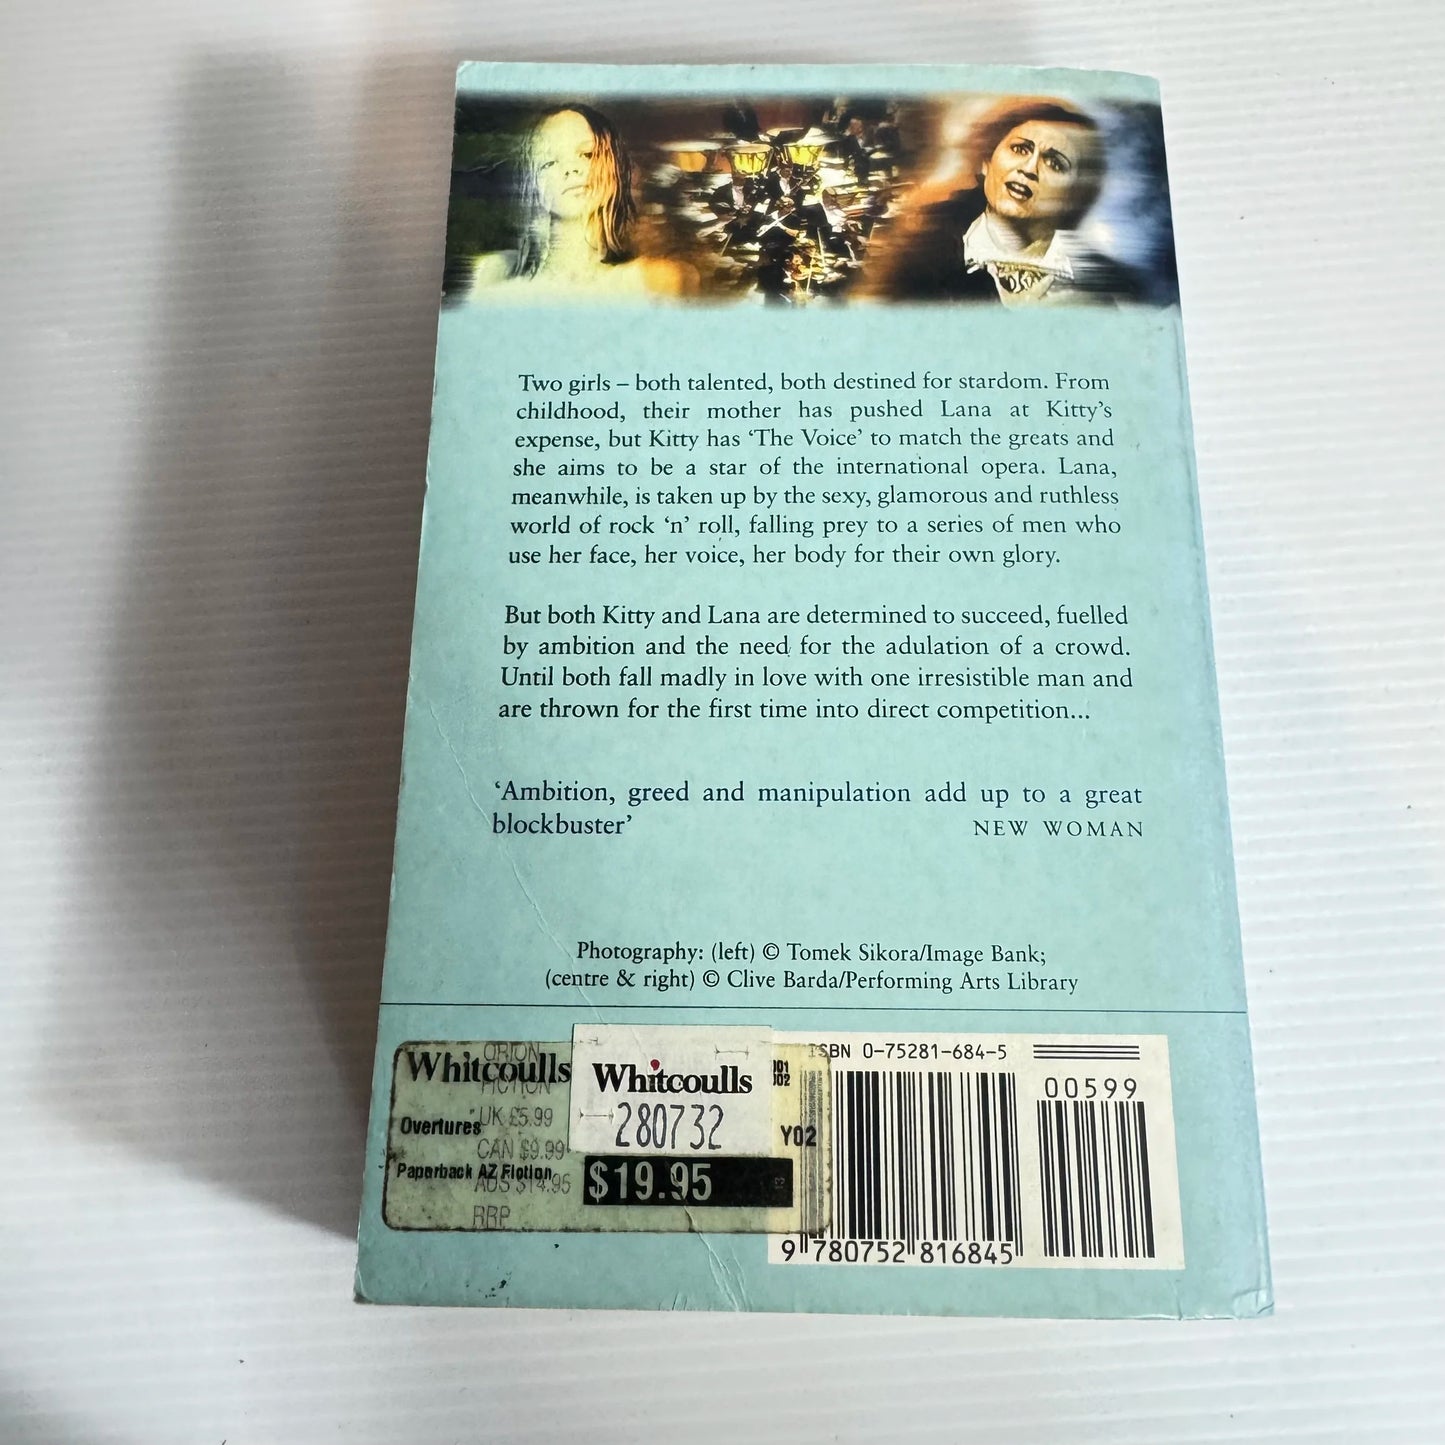 Two girls – both talented, both destined for stardom. From
childhood, their mother has pushed Lana at Kitty's
expense, but Kitty has 'The Voice' to match the greats and
she aims to be a star of the international opera. Lana,
meanwhile, is taken up by the sexy, glamorous and ruthless
world of rock 'n' roll, falling prey to a series of men who
use her face, her voice, her body for their own glory.
But both Kitty and Lana are determined to succeed, fuelled
by ambition and the need for the adulation of a crowd.
Until both fall madly in love with one irresistible man and
are thrown for the first time into direct competition...
'Ambition, greed and manipulation add up to a great
blockbuster'
NEW WOMAN
Photography: (left) © Tomek Sikora/Image Bank;
(centre & right) © Clive Barda/Performing Arts Library
ORION
FICTION
UK £5.99
CAN $9.99
AUS $14.95
RRP
Whitcoulls
Overtures
Paperback AZ Fiction
Whitcoulls
280732
Y02
$19.95
ISBN 0-75281-684-5
00599
9 780752 816845